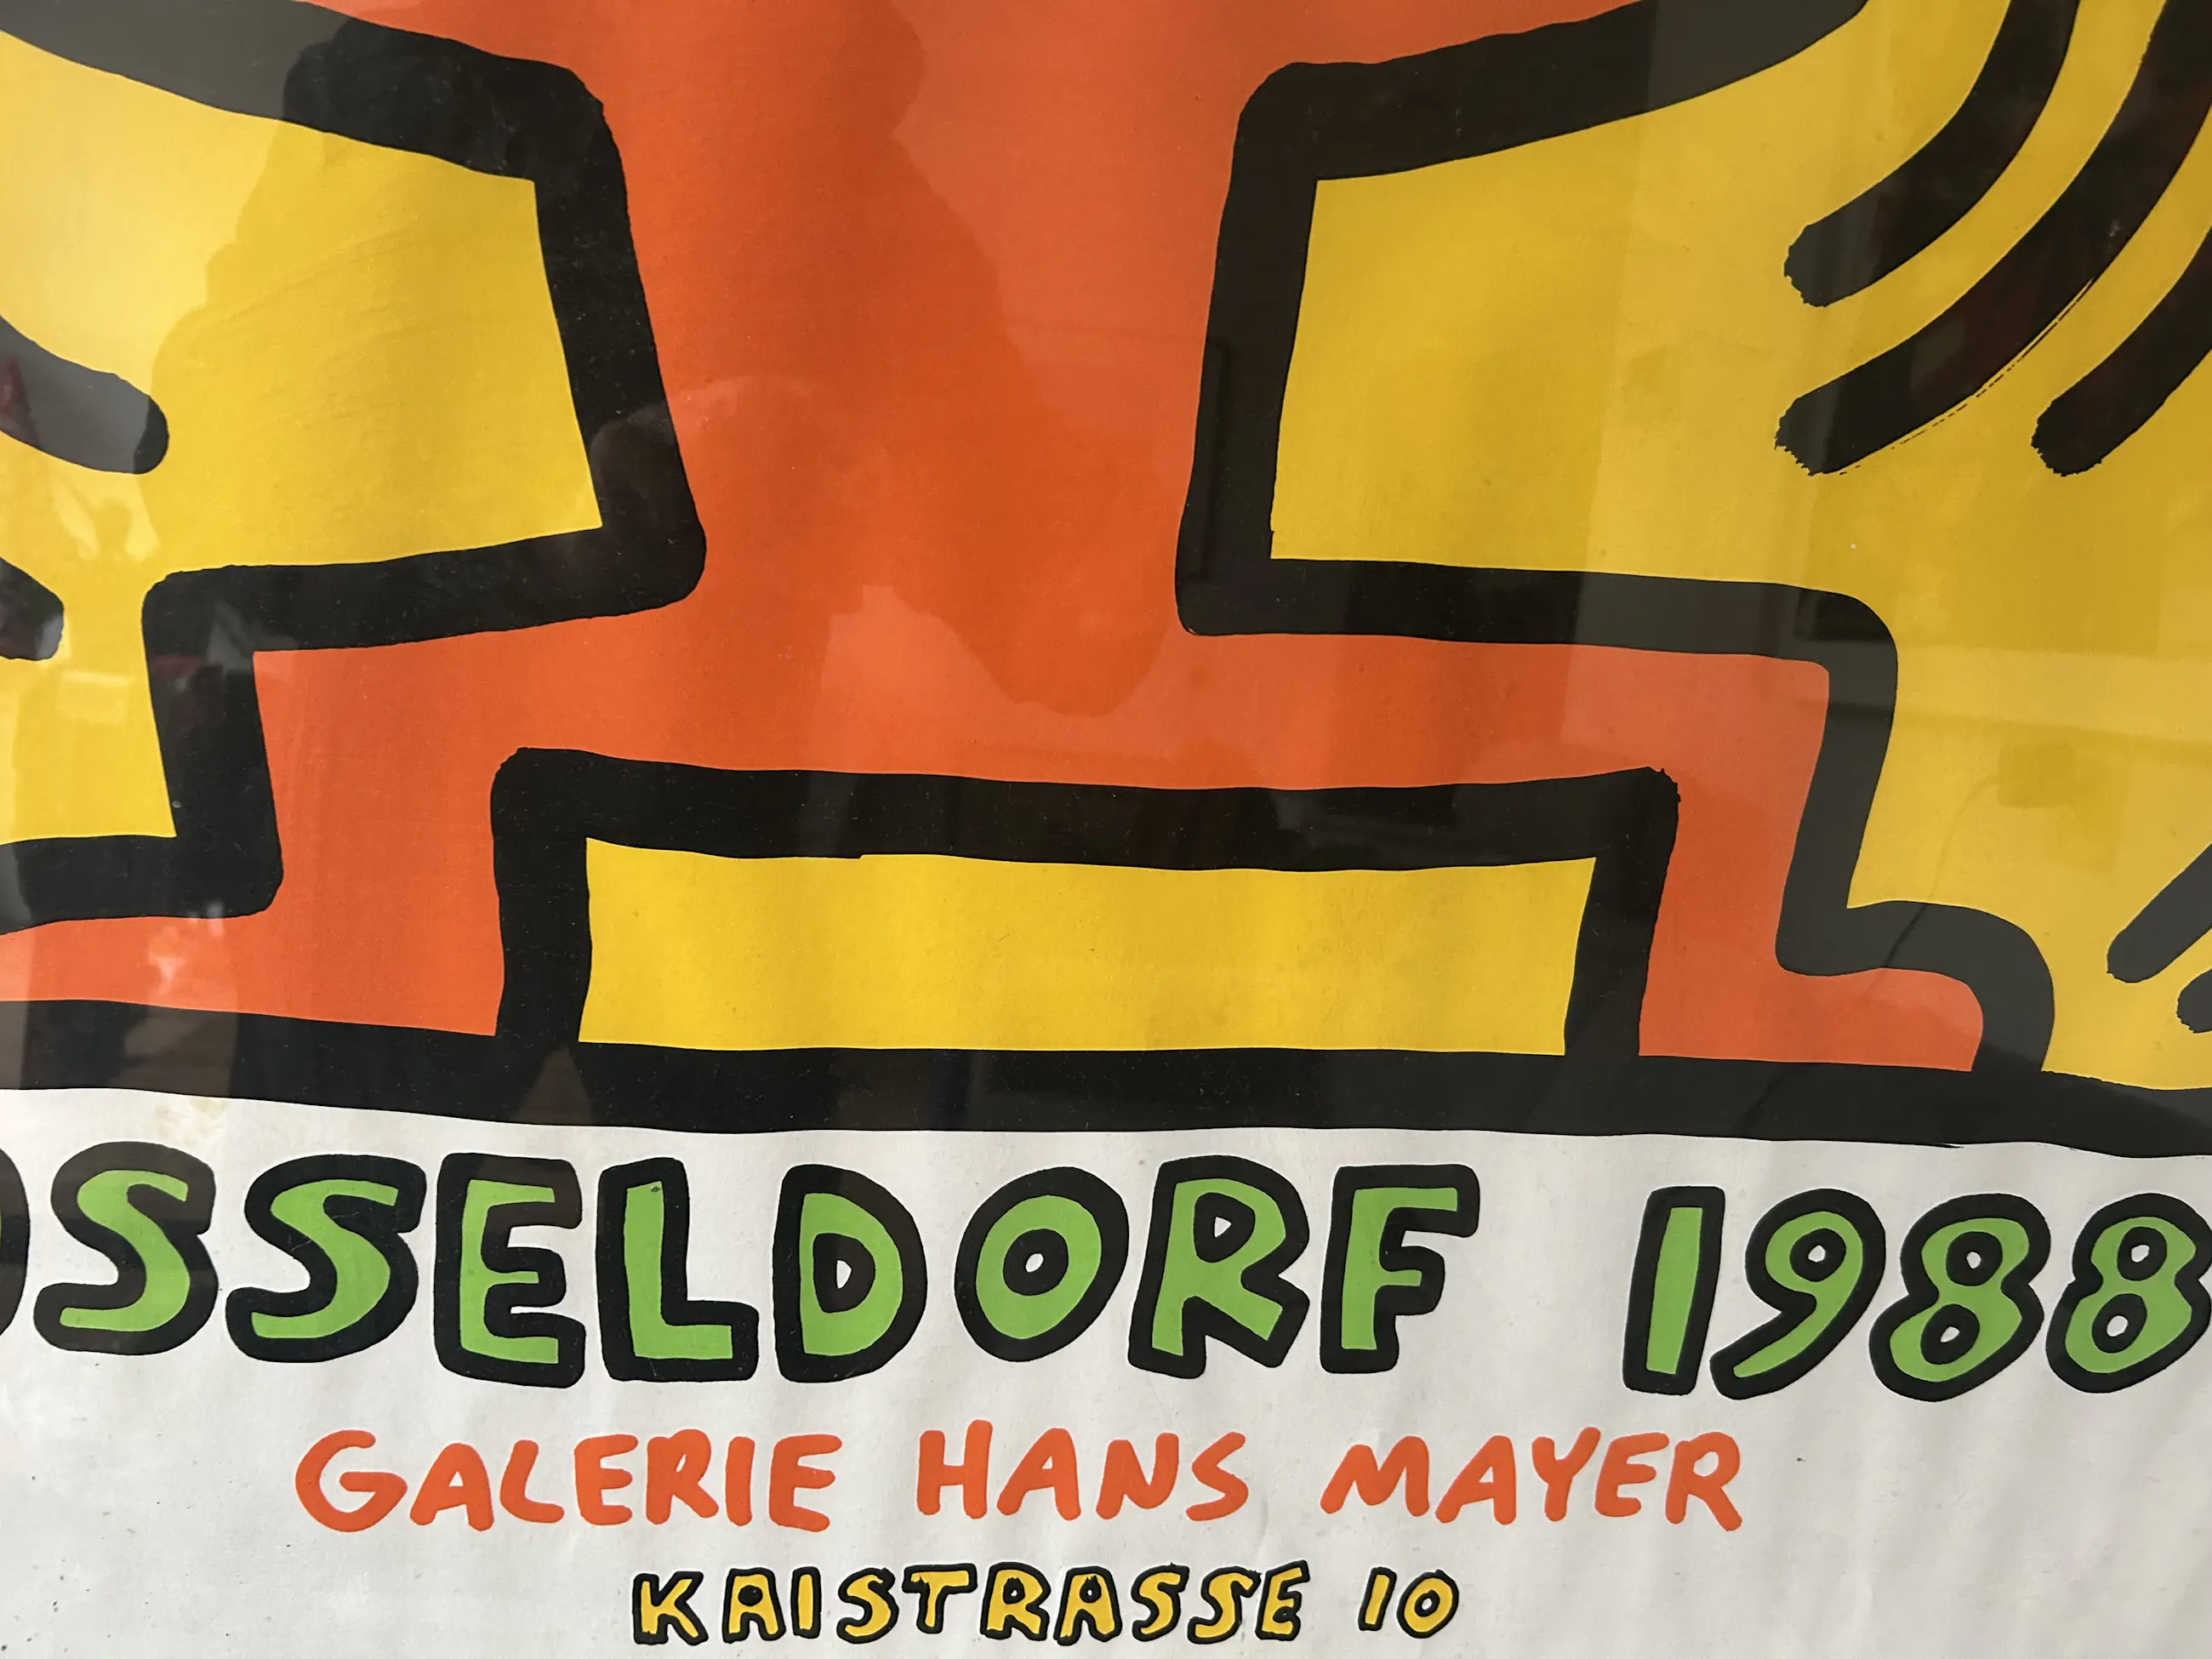 SSELDORF 1988
GALERIE HANS MAYER
KAISTRASSE 10